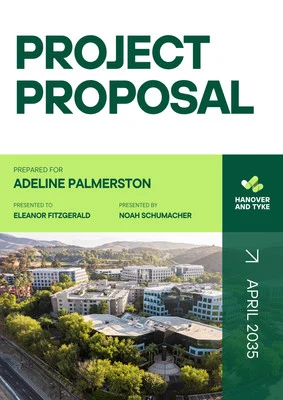 PROJECT
PROPOSAL
PREPARED FOR
ADELINE PALMERSTON
PRESENTED TO
ELEANOR FITZGERALD
PRESENTED BY
NOAH SCHUMACHER
HANOVER
AND TYKE
APRIL 2035